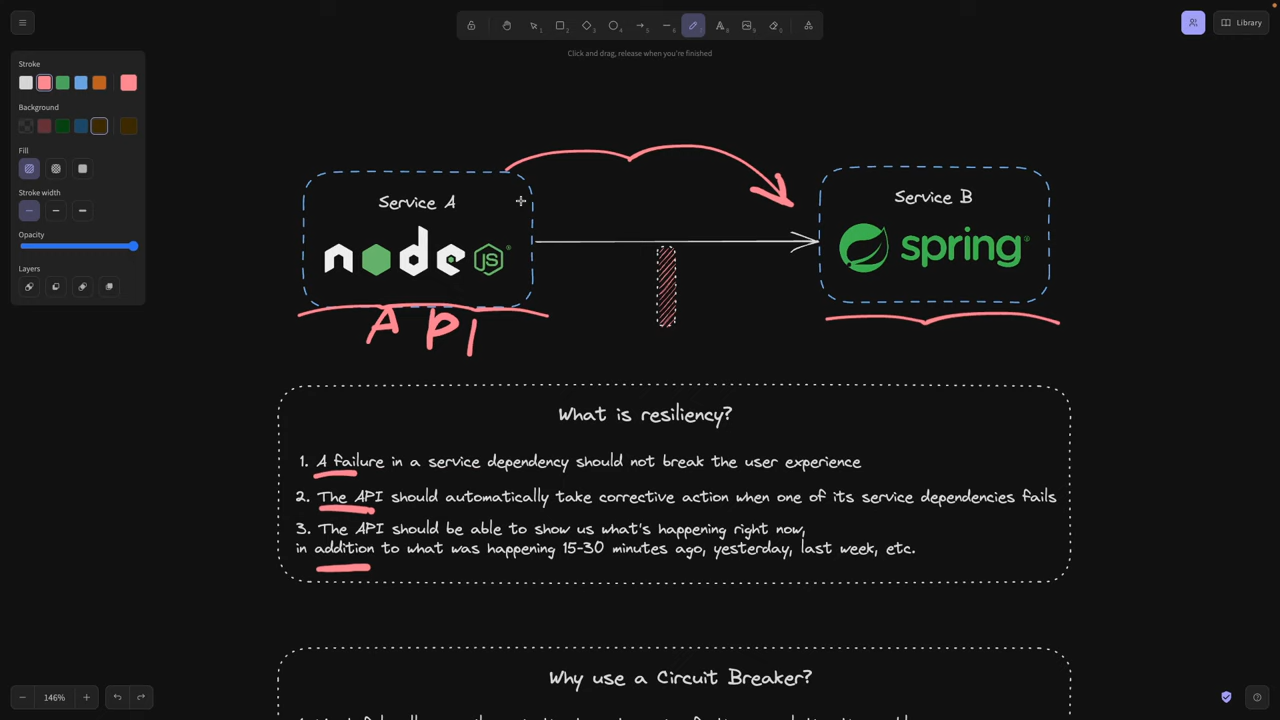 Library
Click and drag, release when you're finished
Stroke
Background
Fill
Stroke width
Opacity
Layers
Service A
node
JS
Service B
spring
API
What is resiliency?
1. A failure in a service dependency should not break the user experience
2. The API should automatically take corrective action when one of its service dependencies fails
3. The API should be able to show us what's happening right now,
in addition to what was happening 15-30 minutes ago, yesterday, last week, etc.
Why use a Circuit Breaker?
146%